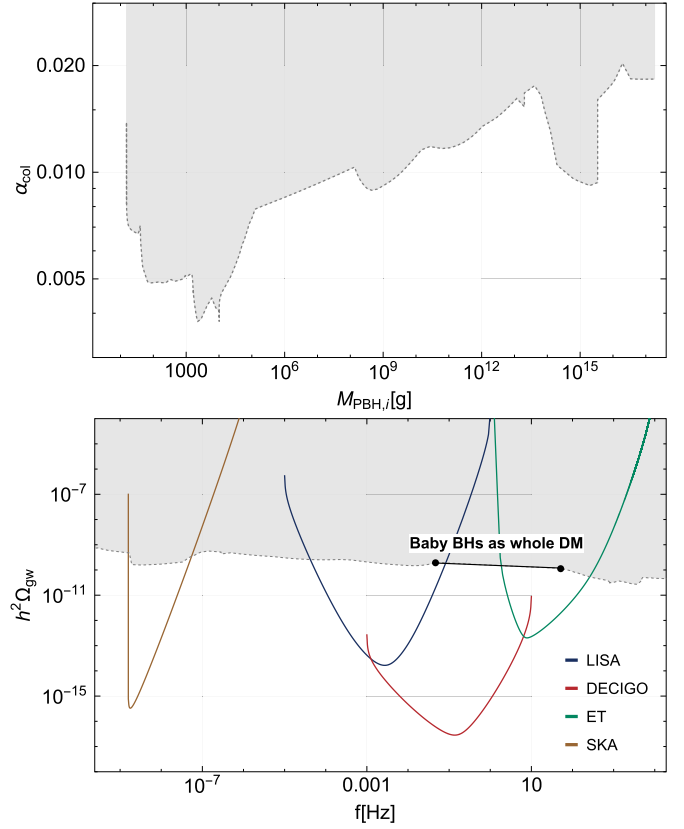 0.020
0.010
0.005
α_col
1000 10^6 10^9 10^12 10^15
M_PBH,i[g]
10^-7
10^-11
10^-15
h^2Ω_gw
Baby BHs as whole DM
LISA
DECIGO
ET
SKA
10^-7 0.001 10
f[Hz]